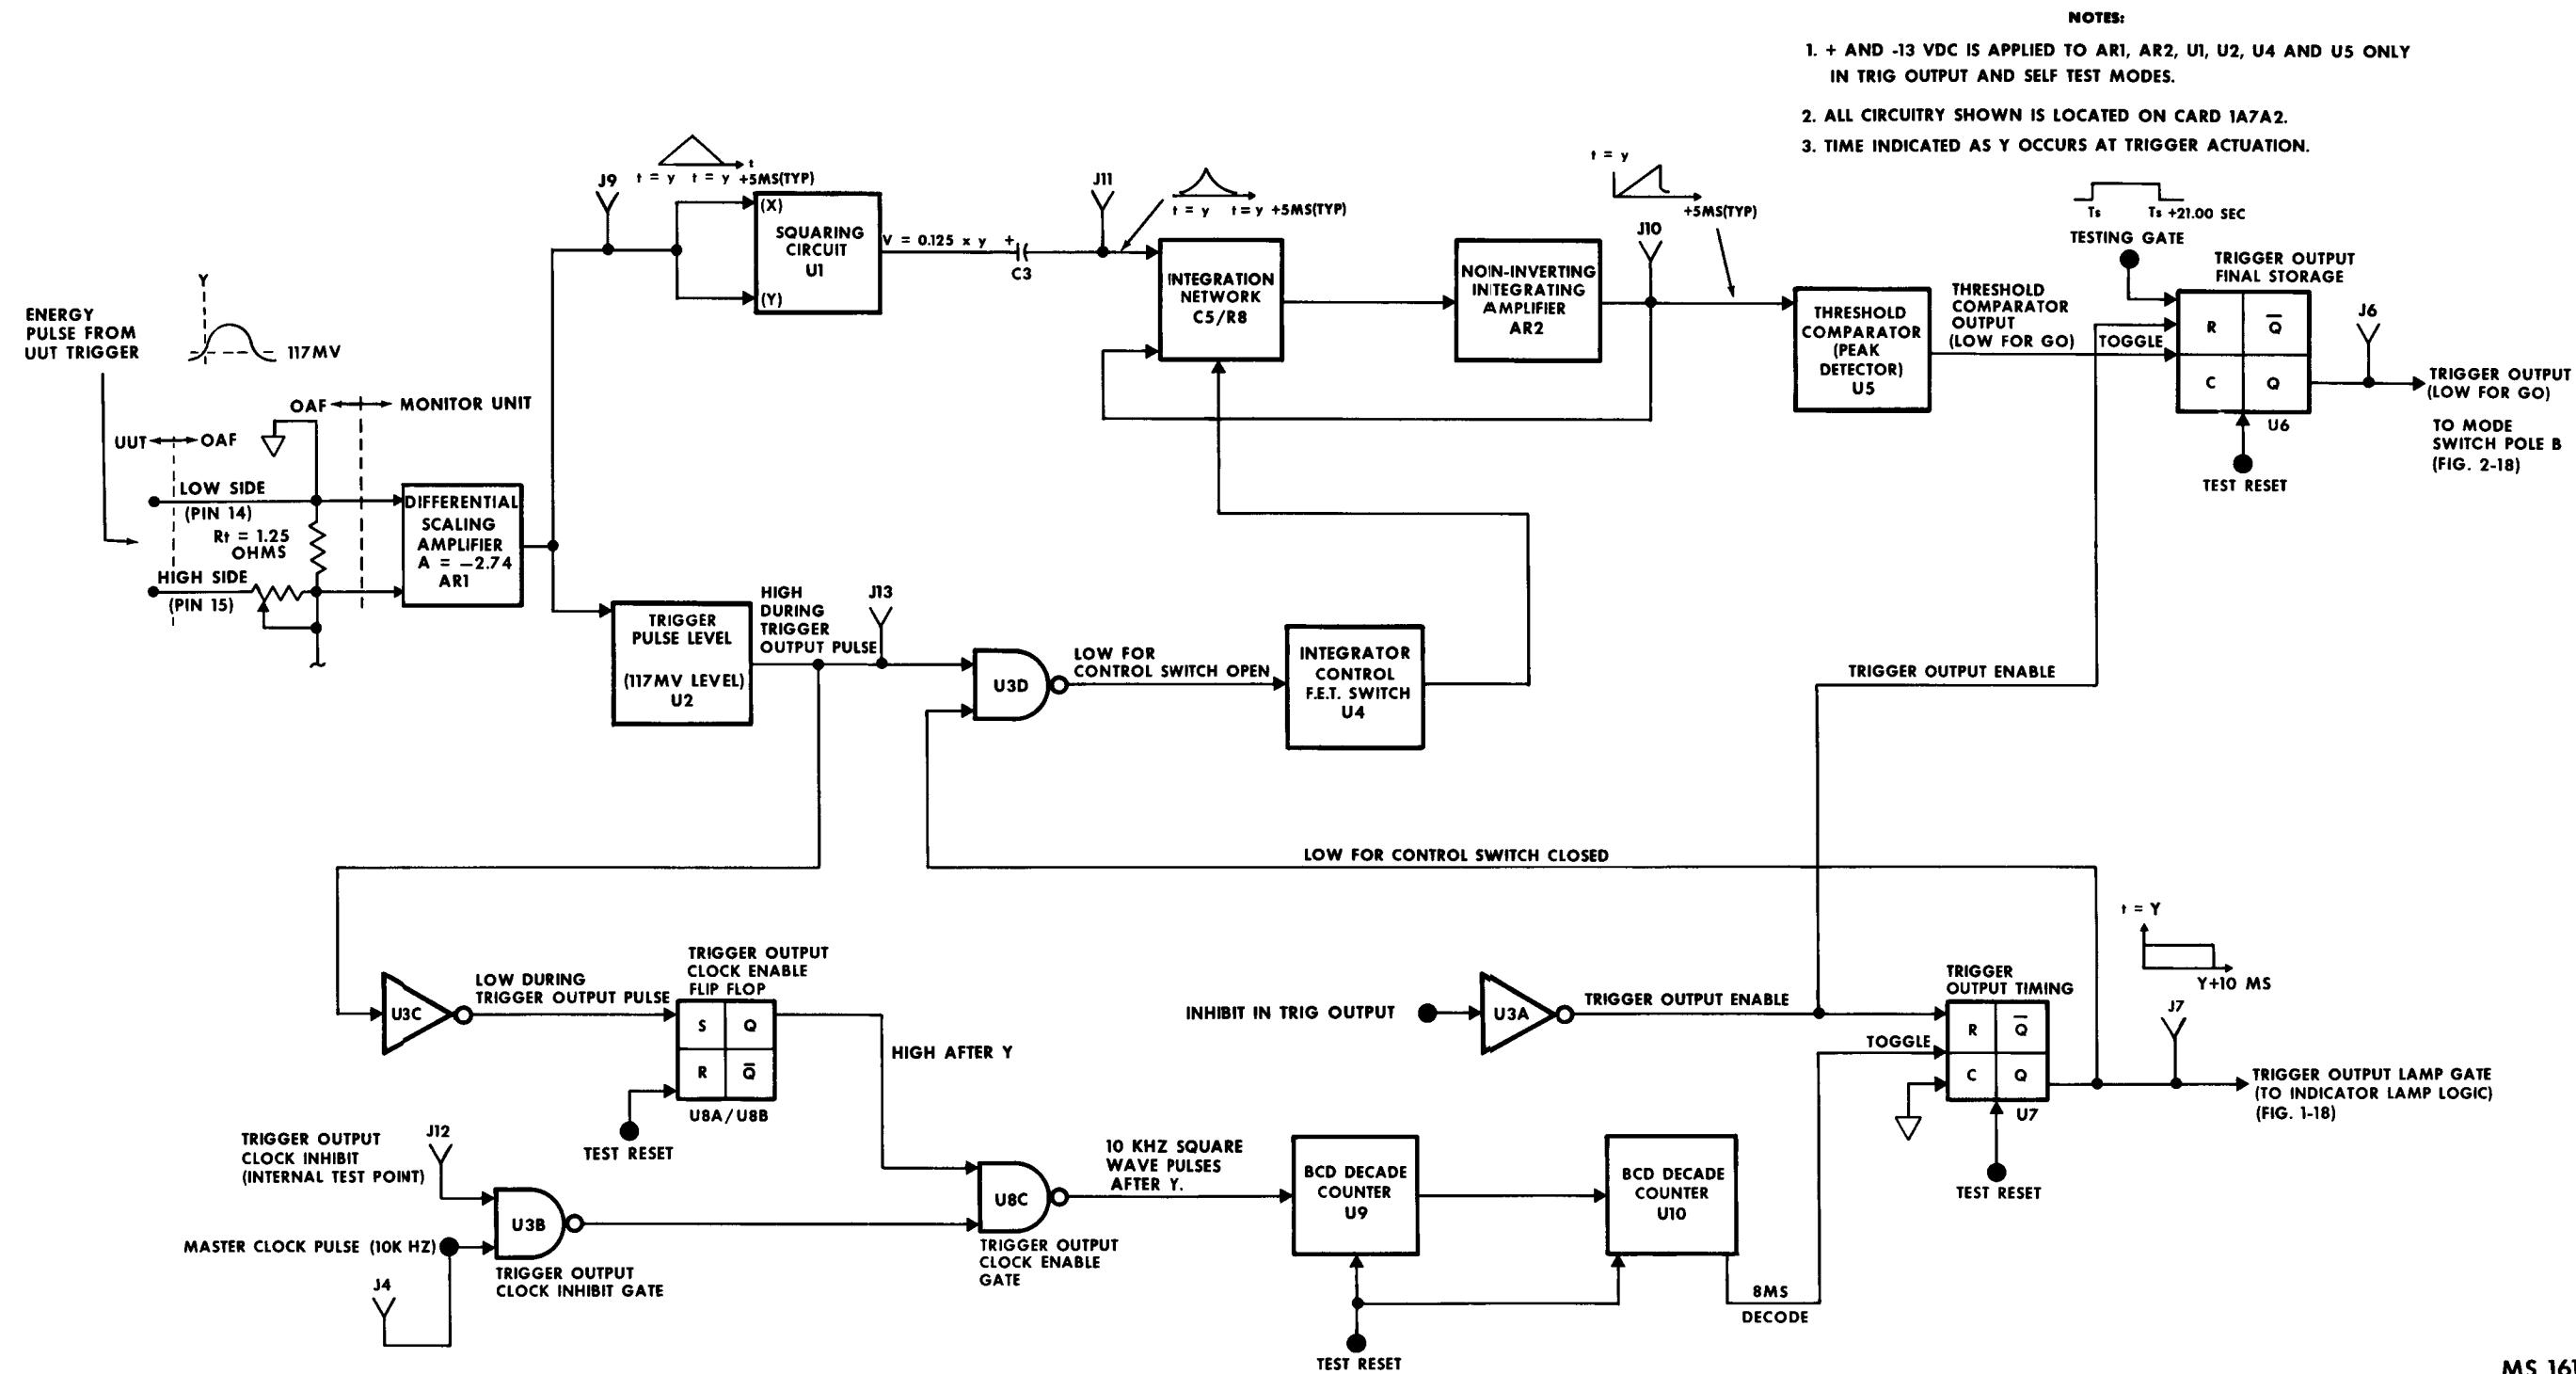 NOTES:
1. + AND -13 VDC IS APPLIED TO AR1, AR2, U1, U2, U4 AND U5 ONLY
IN TRIG OUTPUT AND SELF TEST MODES.
2. ALL CIRCUITRY SHOWN IS LOCATED ON CARD 1A7A2.
3. TIME INDICATED AS Y OCCURS AT TRIGGER ACTUATION.
ENERGY
PULSE FROM
UUT TRIGGER
Y
117MV
UUT
OAF
OAF
MONITOR UNIT
LOW SIDE
(PIN 14)
Rt = 1.25
OHMS
HIGH SIDE
(PIN 15)
DIFFERENTIAL
SCALING
AMPLIFIER
A = -2.74
AR1
J9
t
t = y t = y +5MS(TYP)
(X)
SQUARING
CIRCUIT
U1
(Y)
V = 0.125 x y
+
C3
J11
t = y t = y +5MS(TYP)
INTEGRATION
NETWORK
C5/R8
NON-INVERTING
INTEGRATING
AMPLIFIER
AR2
t = y
+5MS(TYP)
J10
THRESHOLD
COMPARATOR
(PEAK
DETECTOR)
U5
THRESHOLD
COMPARATOR
OUTPUT
(LOW FOR GO)
TOGGLE
Ts Ts +21.00 SEC
TESTING GATE
TRIGGER OUTPUT
FINAL STORAGE
R Q̅
C Q
U6
TEST RESET
J6
TRIGGER OUTPUT
(LOW FOR GO)
TO MODE
SWITCH POLE B
(FIG. 2-18)
TRIGGER
PULSE LEVEL
(117MV LEVEL)
U2
HIGH
DURING
TRIGGER
OUTPUT PULSE
J13
U3D
LOW FOR
CONTROL SWITCH OPEN
INTEGRATOR
CONTROL
F.E.T. SWITCH
U4
TRIGGER OUTPUT ENABLE
LOW FOR CONTROL SWITCH CLOSED
U3C
LOW DURING
TRIGGER OUTPUT PULSE
TRIGGER OUTPUT
CLOCK ENABLE
FLIP FLOP
S Q
R Q̅
U8A/U8B
TEST RESET
HIGH AFTER Y
INHIBIT IN TRIG OUTPUT
U3A
TRIGGER OUTPUT ENABLE
TOGGLE
TRIGGER
OUTPUT TIMING
R Q̅
C Q
U7
TEST RESET
t = Y
Y+10 MS
J7
TRIGGER OUTPUT LAMP GATE
(TO INDICATOR LAMP LOGIC)
(FIG. 1-18)
TRIGGER OUTPUT
CLOCK INHIBIT
(INTERNAL TEST POINT)
J12
MASTER CLOCK PULSE (10K HZ)
J4
U3B
TRIGGER OUTPUT
CLOCK INHIBIT GATE
U8C
TRIGGER OUTPUT
CLOCK ENABLE
GATE
10 KHZ SQUARE
WAVE PULSES
AFTER Y.
BCD DECADE
COUNTER
U9
BCD DECADE
COUNTER
U10
8MS
DECODE
TEST RESET
MS 161